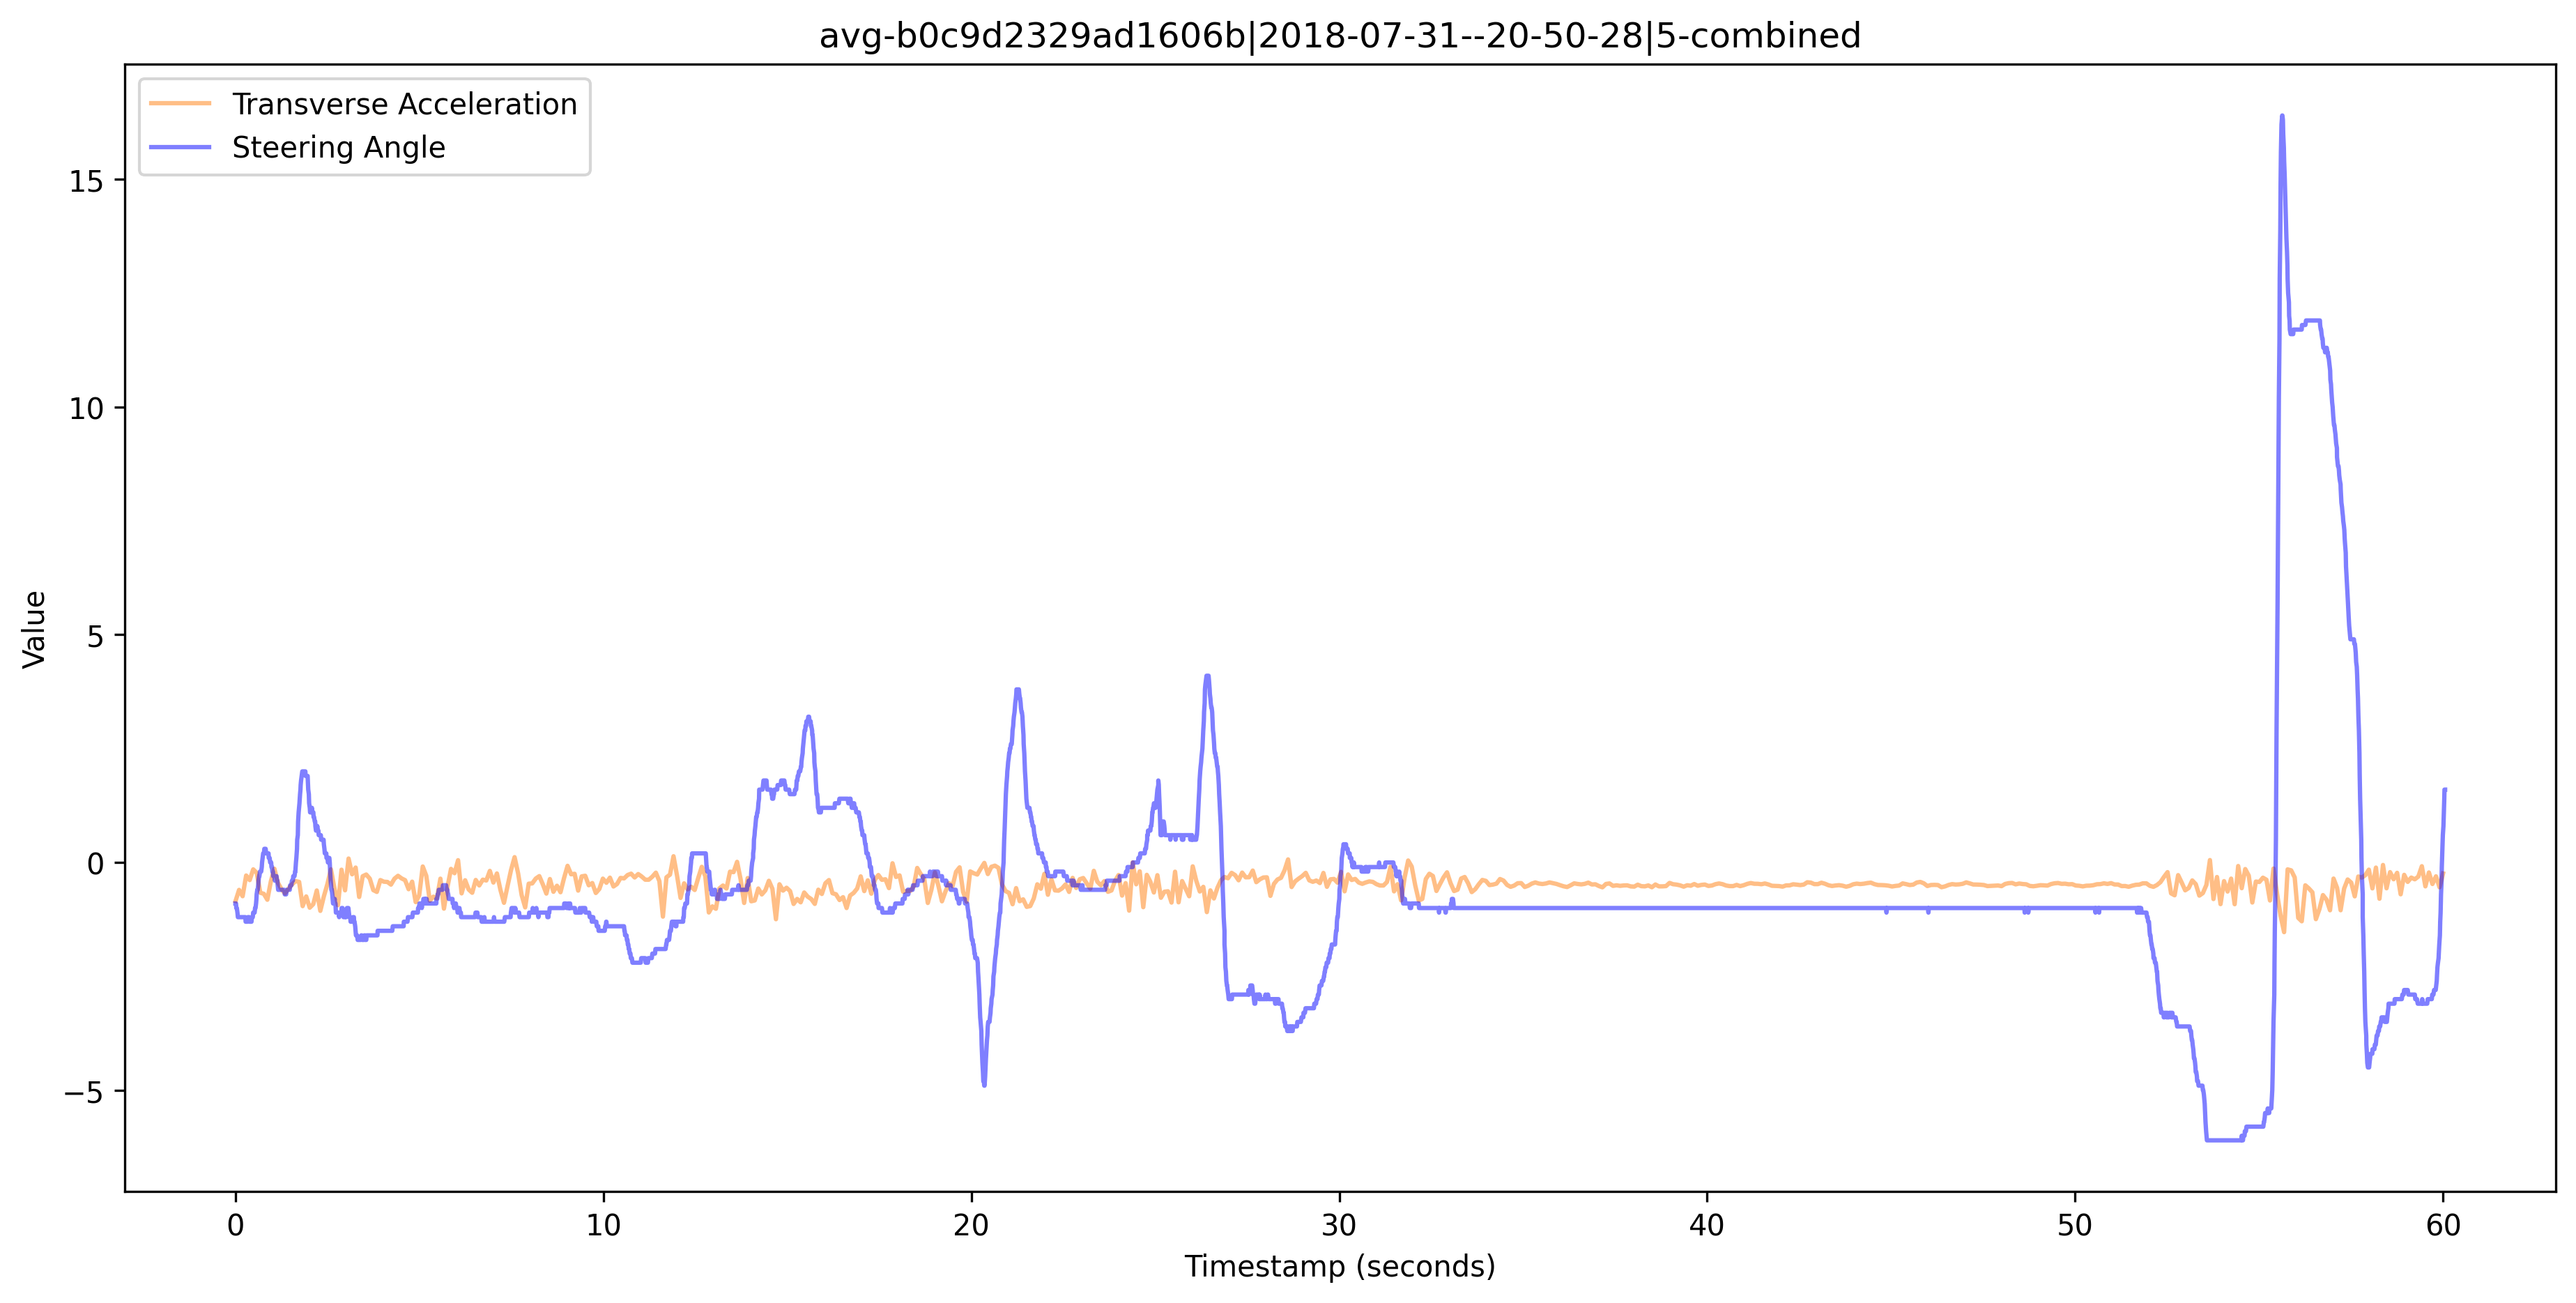 avg-b0c9d2329ad1606b|2018-07-31--20-50-28|5-combined
Transverse Acceleration
Steering Angle
15
10
5
0
−5
Value
0 10 20 30 40 50 60
Timestamp (seconds)